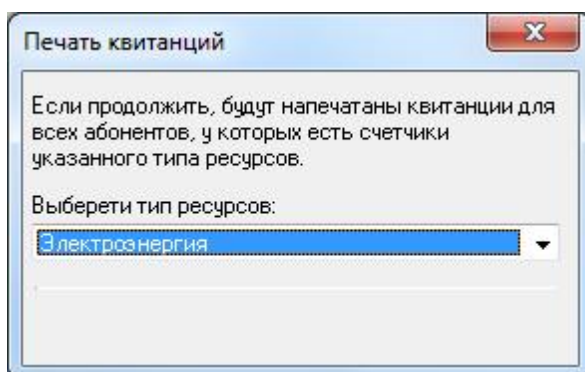 Печать квитанций
Если продолжить, будут напечатаны квитанции для
всех абонентов, у которых есть счетчики
указанного типа ресурсов.
Выберети тип ресурсов:
Электроэнергия